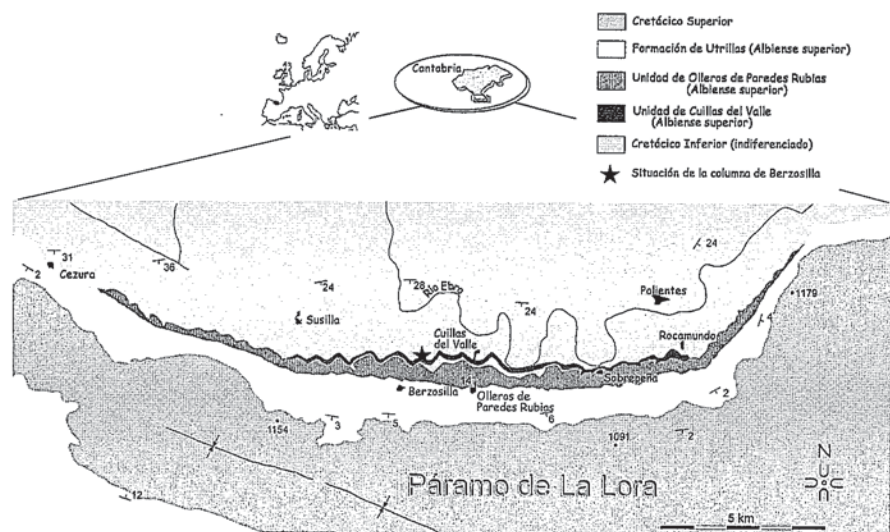 Cretácico Superior
Formación de Utrillas (Albiense superior)
Unidad de Olleros de Paredes Rubias
(Albiense superior)
Unidad de Cuillas del Valle
(Albiense superior)
Cretácico Inferior (indiferenciado)
Situación de la columna de Berzosilla
Cantabria
31
2
Cezura
36
24
Susilla
28
Río Ebro
24
24
Polientes
1179
4
Rocamundo
Cuillas
del Valle
Sobrepeña
14
Berzosilla
Olleros de
Paredes Rubias
1154
3
5
6
2
2
1091
12
Páramo de La Lora
N
5 km